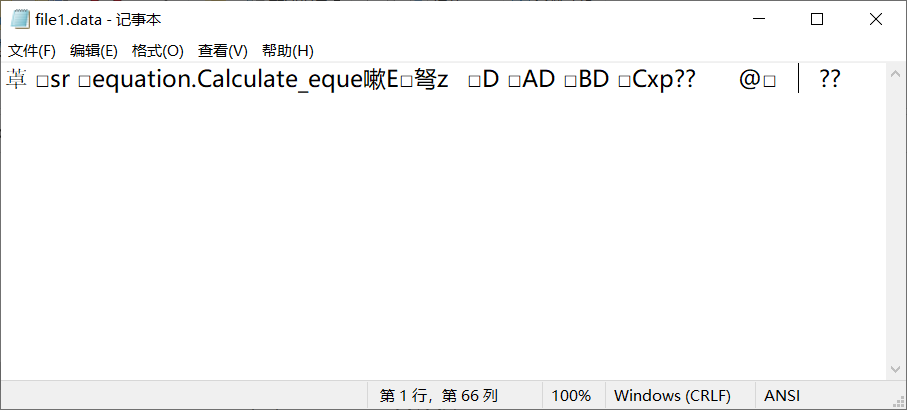 file1.data - 记事本
文件(F) 编辑(E) 格式(O) 查看(V) 帮助(H)
□sr □equation.Calculate_eque嗽E□弩z □D □AD □BD □Cxp?? @□ ??
第 1 行，第 66 列 100% Windows (CRLF) ANSI